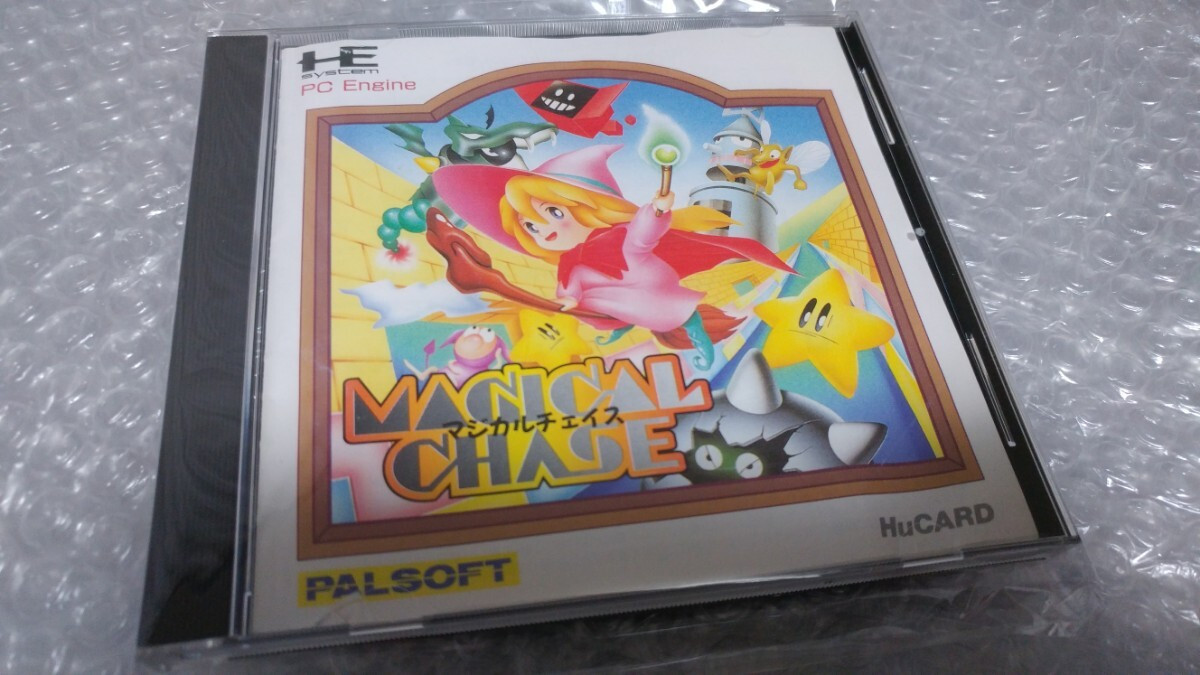 HE
system
PC Engine
MAGICAL
マジカルチェイス
CHASE
PALSOFT
HuCARD